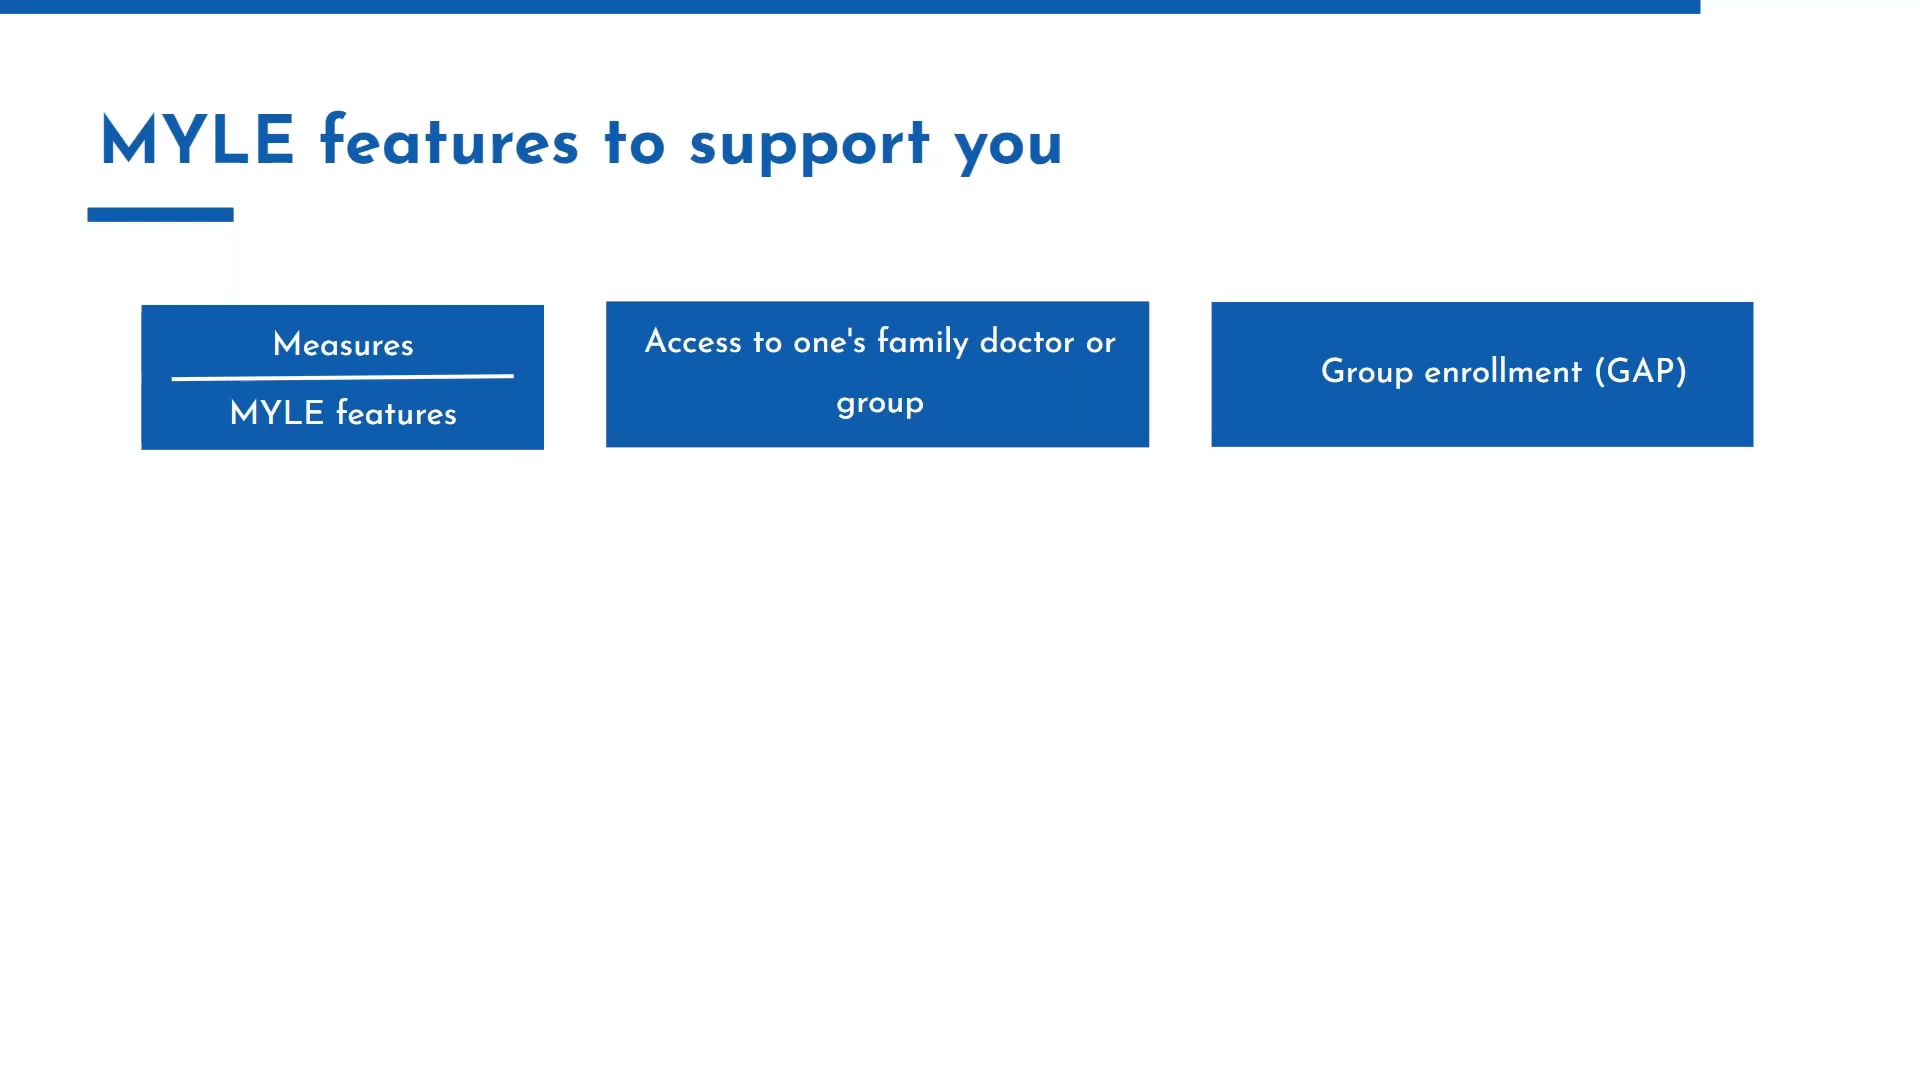 MYLE features to support you
Measures
MYLE features
Access to one's family doctor or
group
Group enrollment (GAP)